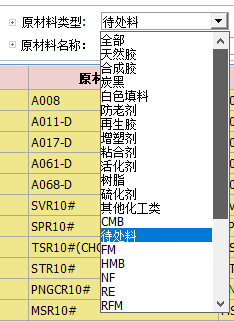 原材料类型: 待处料
原材料名称:
全部
天然胶
合成胶
炭黑
白色填料
防老剂
再生胶
增塑剂
粘合剂
活化剂
树脂
硫化剂
其他化工类
CMB
待处料
FM
HMB
NF
RE
RFM
原
A008
A011-D
A017-D
A061-D
A068-D
SVR10#
SPR10#
TSR10#(CHC
STR10#
PNGCR10#
MSR10#